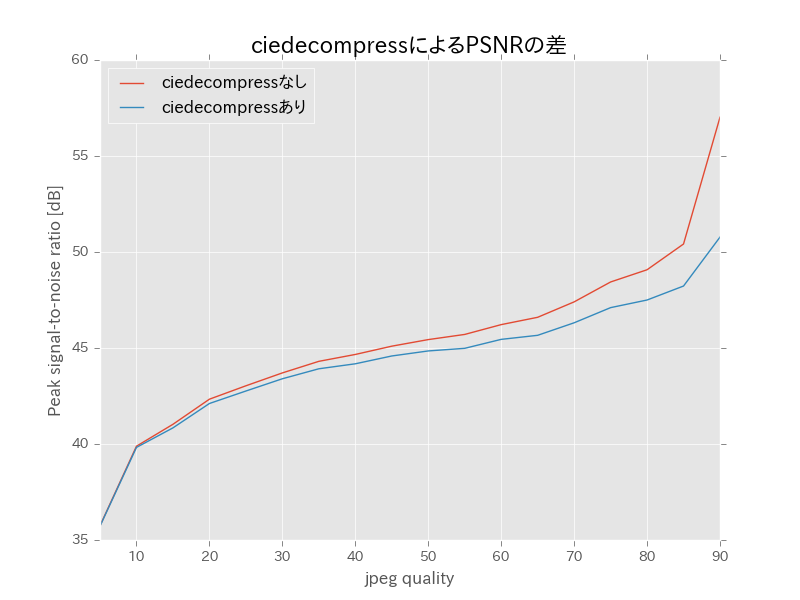 ciedecompressによるPSNRの差
ciedecompressなし
ciedecompressあり
Peak signal-to-noise ratio [dB]
60
55
50
45
40
35
10 20 30 40 50 60 70 80 90
jpeg quality